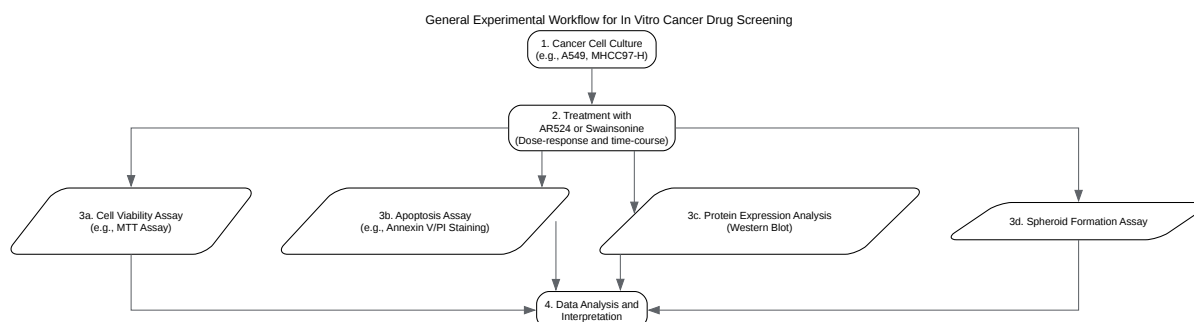 General Experimental Workflow for In Vitro Cancer Drug Screening
1. Cancer Cell Culture
(e.g., A549, MHCC97-H)
2. Treatment with
AR524 or Swainsonine
(Dose-response and time-course)
3a. Cell Viability Assay
(e.g., MTT Assay)
3b. Apoptosis Assay
(e.g., Annexin V/PI Staining)
3c. Protein Expression Analysis
(Western Blot)
3d. Spheroid Formation Assay
4. Data Analysis and
Interpretation